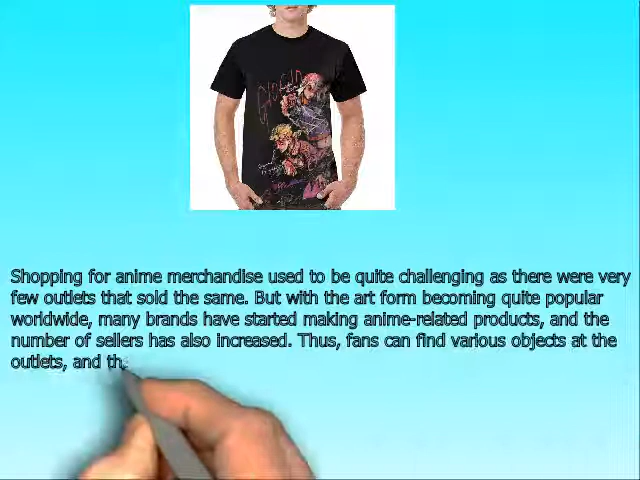 Shopping for anime merchandise used to be quite challenging as there were very
few outlets that sold the same. But with the art form becoming quite popular
worldwide, many brands have started making anime-related products, and the
number of sellers has also increased. Thus, fans can find various objects at the
outlets, and th